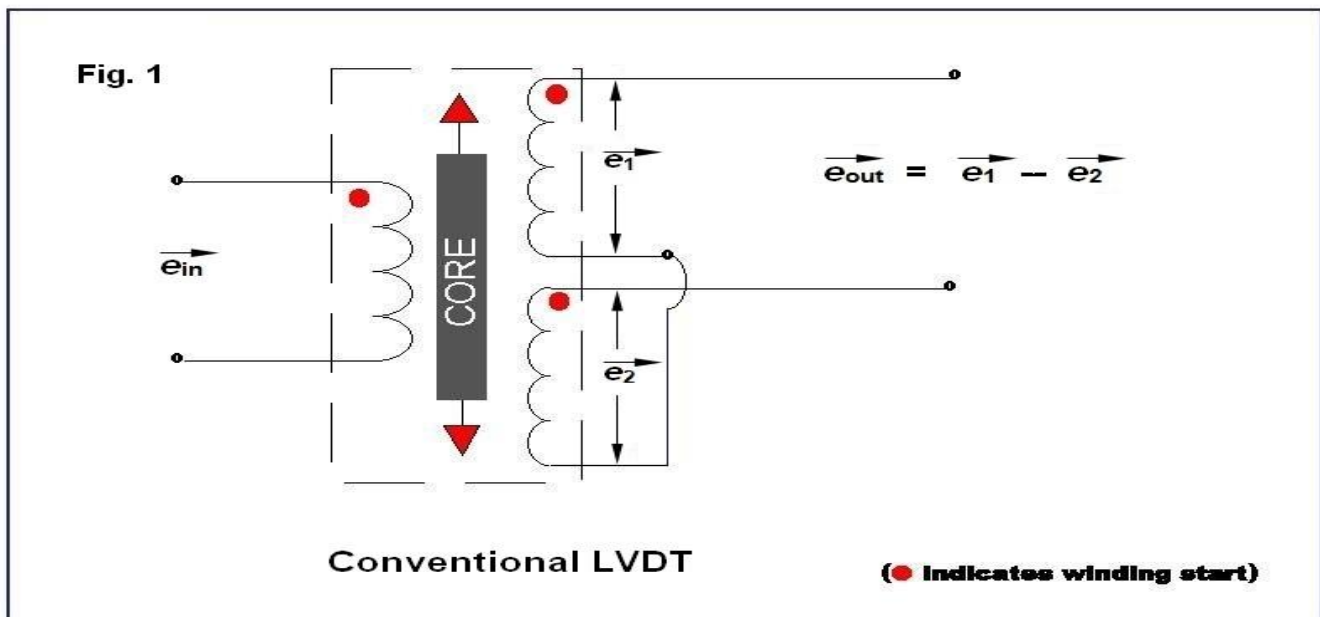 Fig. 1
e1
eout = e1 – e2
ein
CORE
e2
Conventional LVDT
(● indicates winding start)